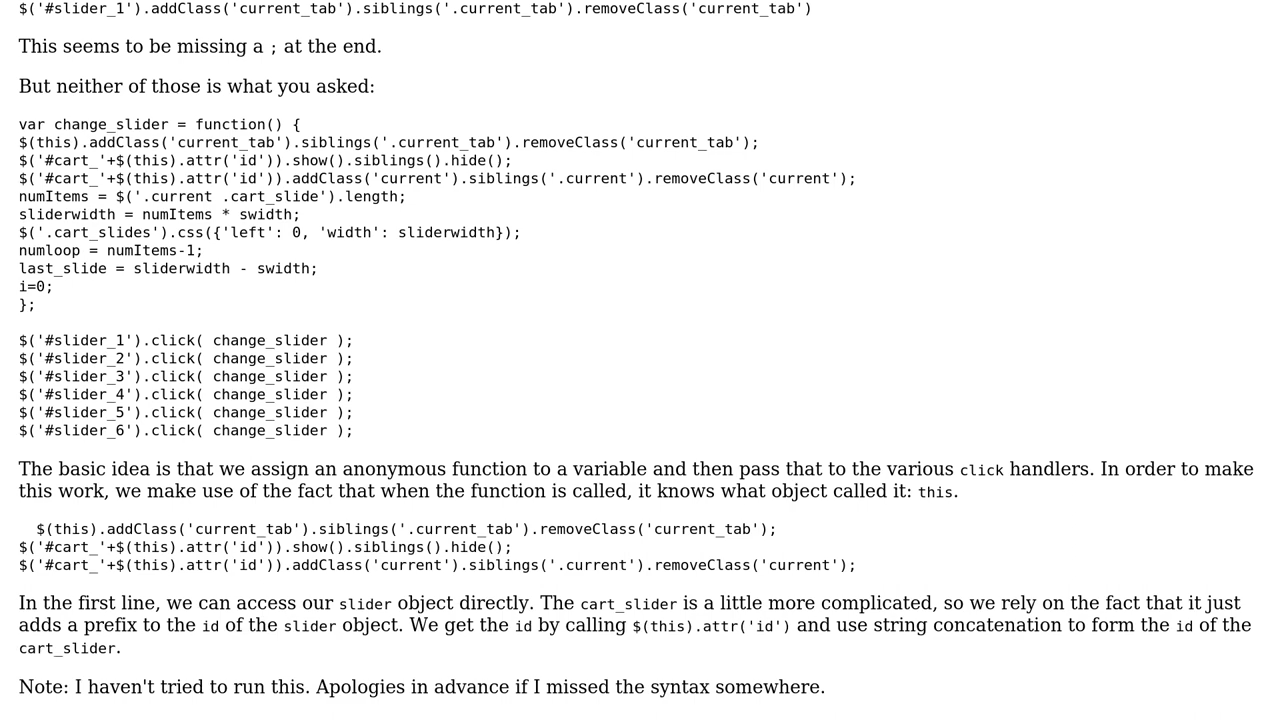 $('#slider_1').addClass('current_tab').siblings('.current_tab').removeClass('current_tab')
This seems to be missing a ; at the end.
But neither of those is what you asked:
var change_slider = function() {
$(this).addClass('current_tab').siblings('.current_tab').removeClass('current_tab');
$('#cart_'+$(this).attr('id')).show().siblings().hide();
$('#cart_'+$(this).attr('id')).addClass('current').siblings('.current').removeClass('current');
numItems = $('.current .cart_slide').length;
sliderwidth = numItems * swidth;
$('.cart_slides').css({'left': 0, 'width': sliderwidth});
numloop = numItems-1;
last_slide = sliderwidth - swidth;
i=0;
};
$('#slider_1').click( change_slider );
$('#slider_2').click( change_slider );
$('#slider_3').click( change_slider );
$('#slider_4').click( change_slider );
$('#slider_5').click( change_slider );
$('#slider_6').click( change_slider );
The basic idea is that we assign an anonymous function to a variable and then pass that to the various click handlers. In order to make
this work, we make use of the fact that when the function is called, it knows what object called it: this.
$(this).addClass('current_tab').siblings('.current_tab').removeClass('current_tab');
$('#cart_'+$(this).attr('id')).show().siblings().hide();
$('#cart_'+$(this).attr('id')).addClass('current').siblings('.current').removeClass('current');
In the first line, we can access our slider object directly. The cart_slider is a little more complicated, so we rely on the fact that it just
adds a prefix to the id of the slider object. We get the id by calling $(this).attr('id') and use string concatenation to form the id of the
cart_slider.
Note: I haven't tried to run this. Apologies in advance if I missed the syntax somewhere.